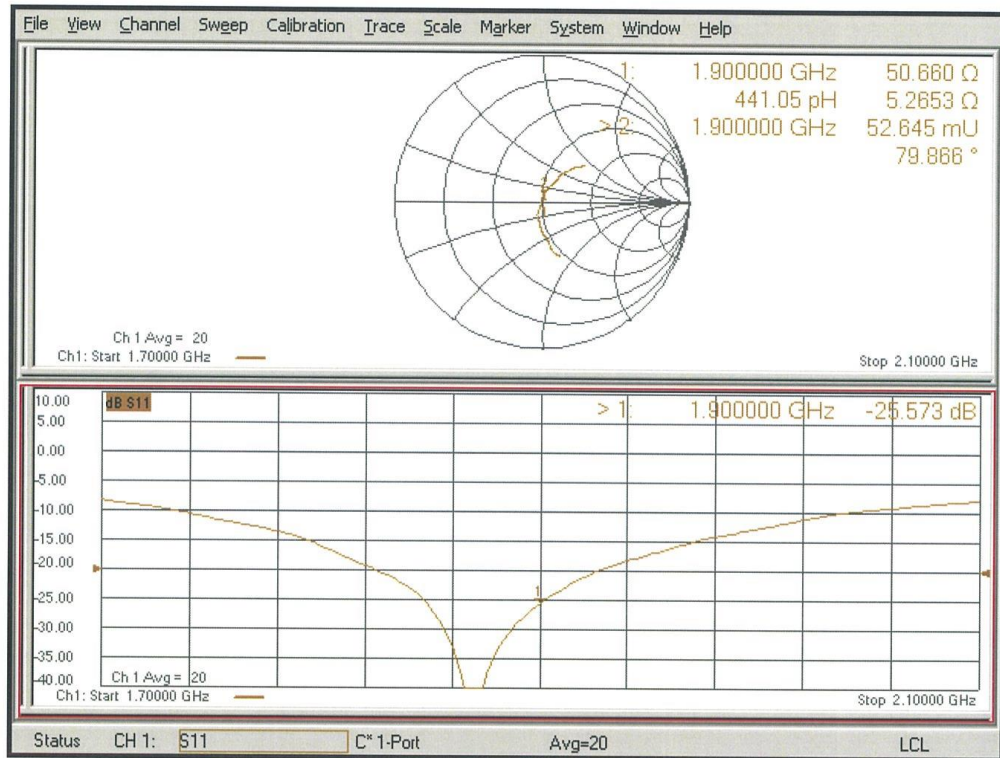 File View Channel Sweep Calibration Trace Scale Marker System Window Help
1: 1.900000 GHz 50.660 Ω
441.05 pH 5.2653 Ω
> 2: 1.900000 GHz 52.645 mU
79.866 °
Ch 1 Avg = 20
Ch1: Start 1.70000 GHz
Stop 2.10000 GHz
10.00
dB S11
> 1: 1.900000 GHz -25.573 dB
5.00
0.00
-5.00
-10.00
-15.00
-20.00
-25.00
1
-30.00
-35.00
-40.00
Ch 1 Avg = 20
Ch1: Start 1.70000 GHz
Stop 2.10000 GHz
Status CH 1: S11 C* 1-Port Avg=20 LCL